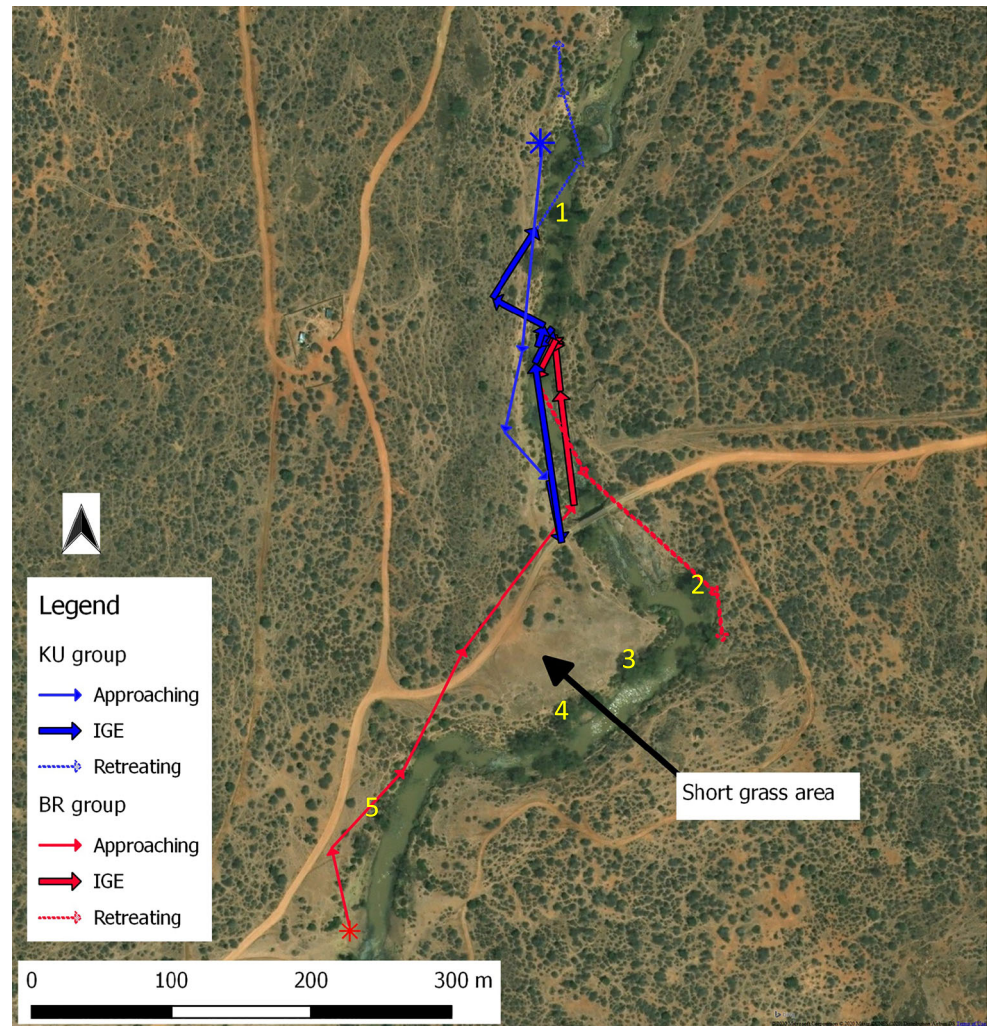 1
2
3
4
5
Short grass area
Legend
KU group
Approaching
IGE
Retreating
BR group
Approaching
IGE
Retreating
0 100 200 300 m